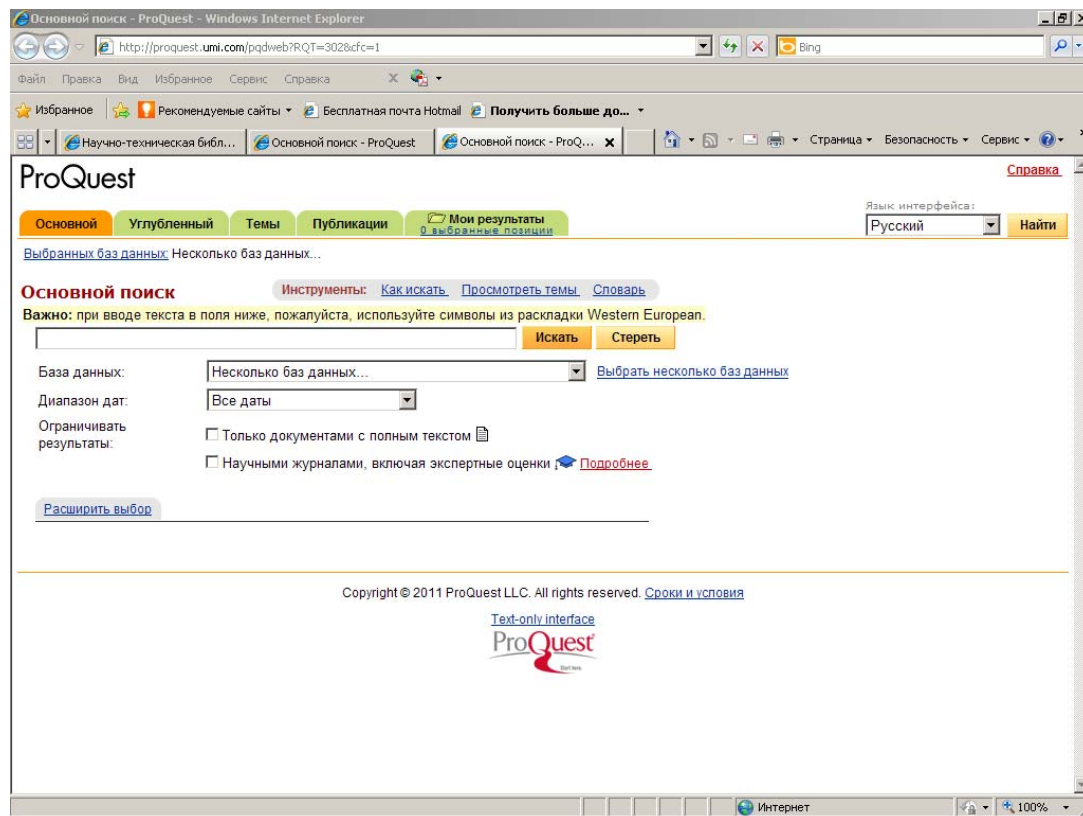 Основной поиск - ProQuest - Windows Internet Explorer
http://proquest.umi.com/pqdweb?RQT=302&cfc=1
Bing
Файл Правка Вид Избранное Сервис Справка
Избранное Рекомендуемые сайты Бесплатная почта Hotmail Получить больше до...
Научно-техническая библ... Основной поиск - ProQuest Основной поиск - ProQ... Страница Безопасность Сервис
ProQuest
Справка
Язык интерфейса:
Основной Углубленный Темы Публикации Мои результаты
0 выбранные позиции
Русский Найти
Выбранных баз данных: Несколько баз данных...
Основной поиск
Инструменты: Как искать Просмотреть темы Словарь
Важно: при вводе текста в поля ниже, пожалуйста, используйте символы из раскладки Western European.
Искать Стереть
База данных: Несколько баз данных... Выбрать несколько баз данных
Диапазон дат: Все даты
Ограничивать
результаты:
Только документами с полным текстом
Научными журналами, включая экспертные оценки Подробнее
Расширить выбор
Copyright © 2011 ProQuest LLC. All rights reserved. Сроки и условия
Text-only interface
ProQuest
Start here.
Интернет 100%